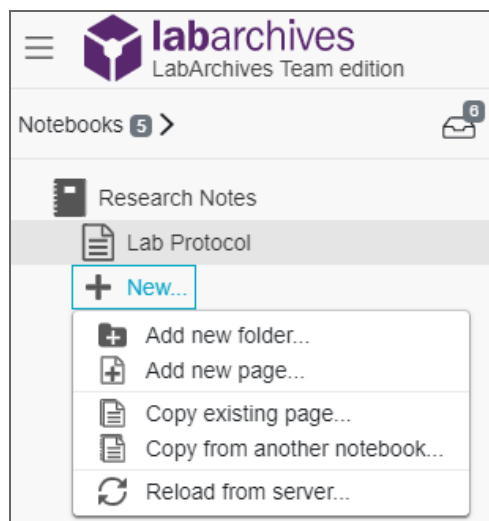 labarchives
LabArchives Team edition
Notebooks 5
6
Research Notes
Lab Protocol
New...
Add new folder...
Add new page...
Copy existing page...
Copy from another notebook...
Reload from server...